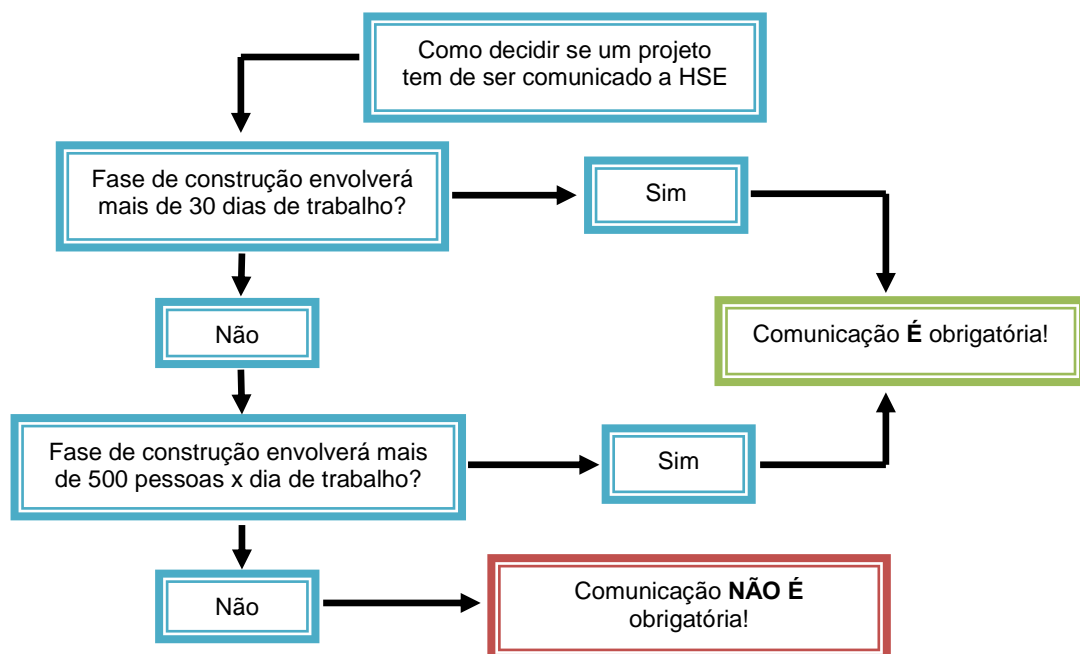 Como decidir se um projeto
tem de ser comunicado a HSE
Fase de construção envolverá
mais de 30 dias de trabalho?
Sim
Não
Comunicação É obrigatória!
Fase de construção envolverá mais
de 500 pessoas x dia de trabalho?
Sim
Não
Comunicação NÃO É
obrigatória!